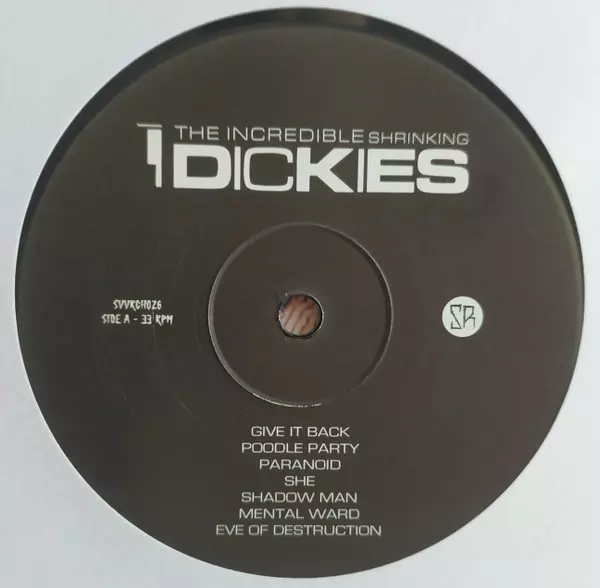 THE INCREDIBLE SHRINKING
DICKIES
SVVRCH026
SIDE A - 33 RPM
SR
GIVE IT BACK
POODLE PARTY
PARANOID
SHE
SHADOW MAN
MENTAL WARD
EVE OF DESTRUCTION